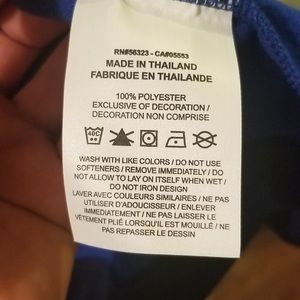 RN#56323 - CA#05553
MADE IN THAILAND
FABRIQUE EN THAILANDE
100% POLYESTER
EXCLUSIVE OF DECORATION /
DECORATION NON COMPRISE
40C
WASH WITH LIKE COLORS / DO NOT USE
SOFTENERS / REMOVE IMMEDIATELY / DO
NOT ALLOW TO LAY ON ITSELF WHEN WET /
DO NOT IRON DESIGN
LAVER AVEC COULEURS SIMILAIRES / NE PAS
UTILISER D'ADOUCISSEUR / ENLEVER
IMMEDIATEMENT / NE PAS LAISSER LE
VÊTEMENT PLIÉ LORSQU'IL EST MOUILLÉ / NE
PAS REPASSER LE DESSIN